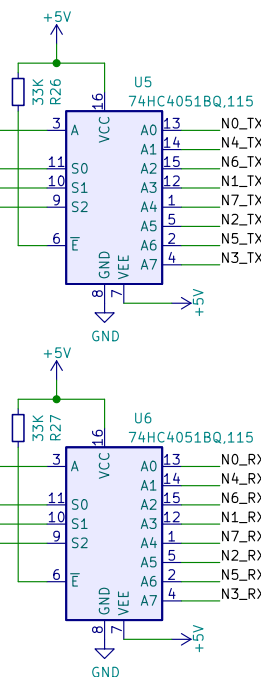 +5V
33K
R26
U5
74HC4051BQ,115
16
VCC
3 A A0 13 N0_TX
A1 14 N4_TX
11 S0 A2 15 N6_TX
10 S1 A3 12 N1_TX
9 S2 A4 1 N7_TX
A5 5 N2_TX
6 E A6 2 N5_TX
A7 4 N3_TX
GND
VEE
8
7
+5V
GND
+5V
33K
R27
U6
74HC4051BQ,115
16
VCC
3 A A0 13 N0_RX
A1 14 N4_RX
11 S0 A2 15 N6_RX
10 S1 A3 12 N1_RX
9 S2 A4 1 N7_RX
A5 5 N2_RX
6 E A6 2 N5_RX
A7 4 N3_RX
GND
VEE
8
7
+5V
GND